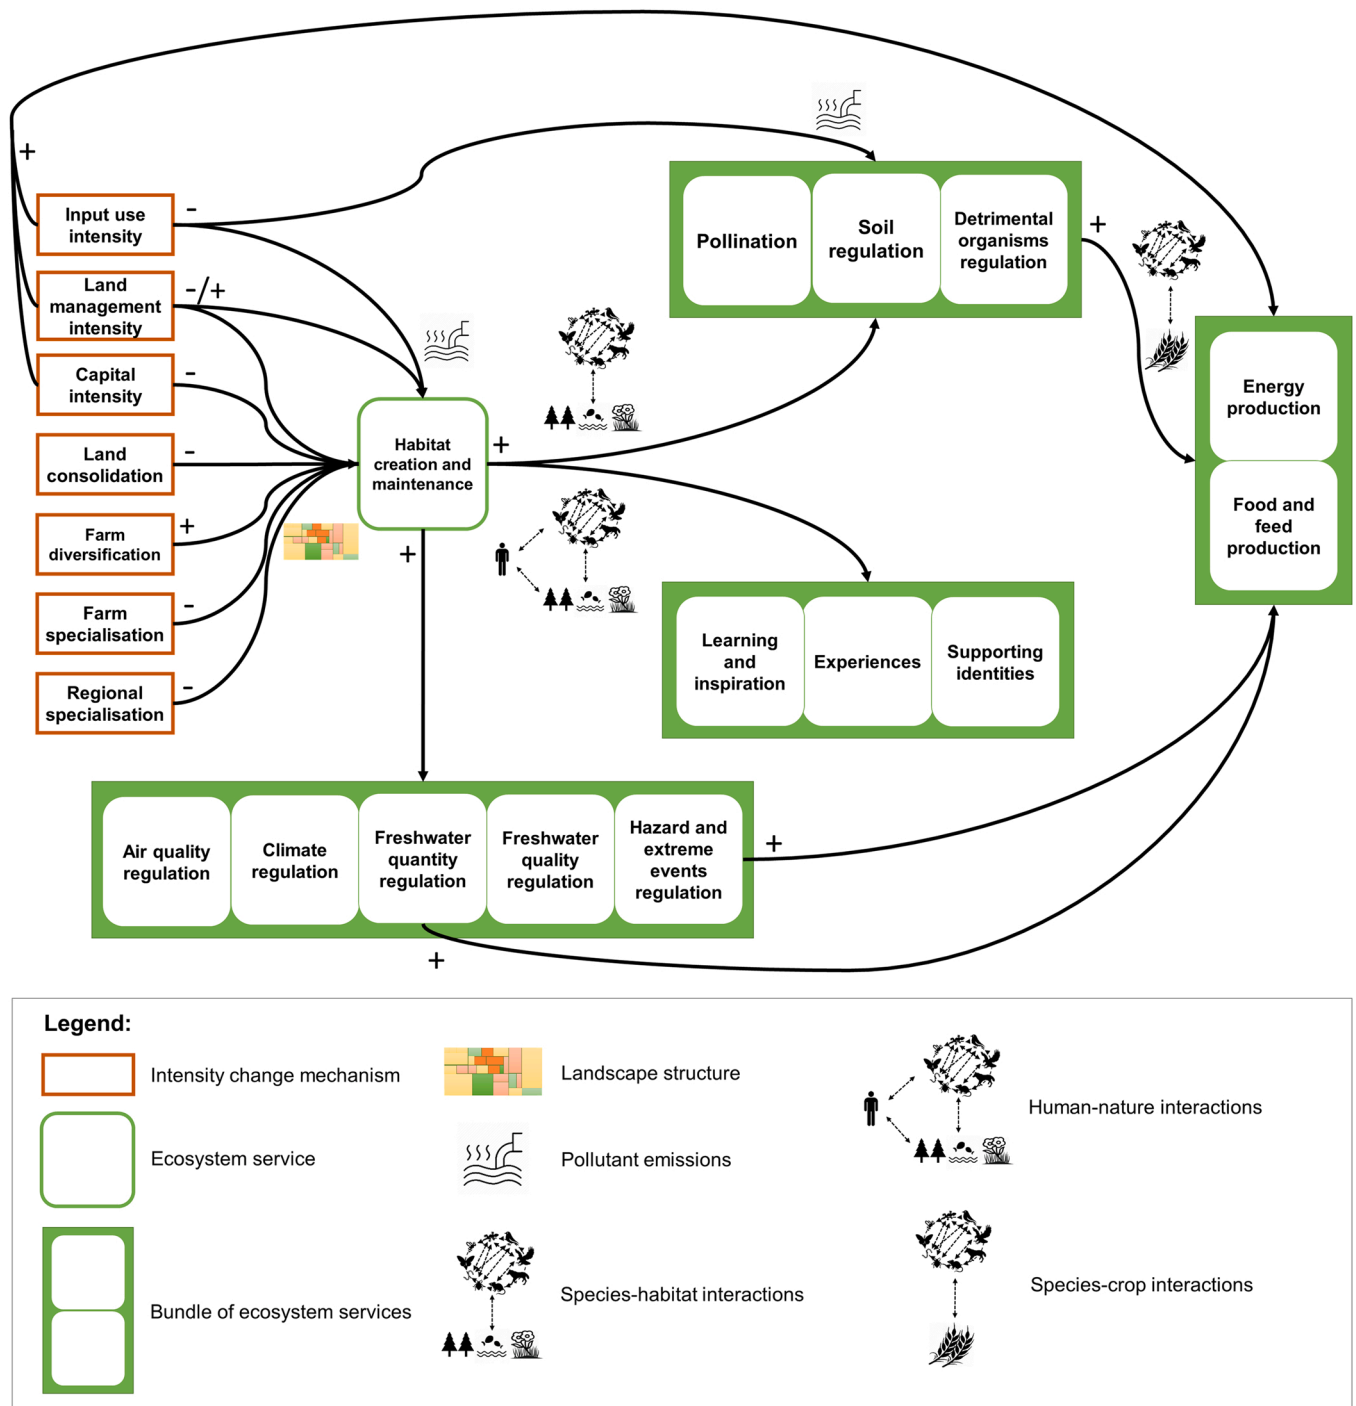 +
Input use
intensity
-
Land
management
intensity
-/+
Capital
intensity
-
Land
consolidation
-
Farm
diversification
+
Farm
specialisation
-
Regional
specialisation
-
Habitat
creation and
maintenance
+
+
Pollination
Soil
regulation
Detrimental
organisms
regulation
+
Energy
production
Food and
feed
production
Learning
and
inspiration
Experiences
Supporting
identities
Air quality
regulation
Climate
regulation
Freshwater
quantity
regulation
Freshwater
quality
regulation
Hazard and
extreme
events
regulation
+
+
Legend:
Intensity change mechanism
Ecosystem service
Bundle of ecosystem services
Landscape structure
Pollutant emissions
Species-habitat interactions
Human-nature interactions
Species-crop interactions